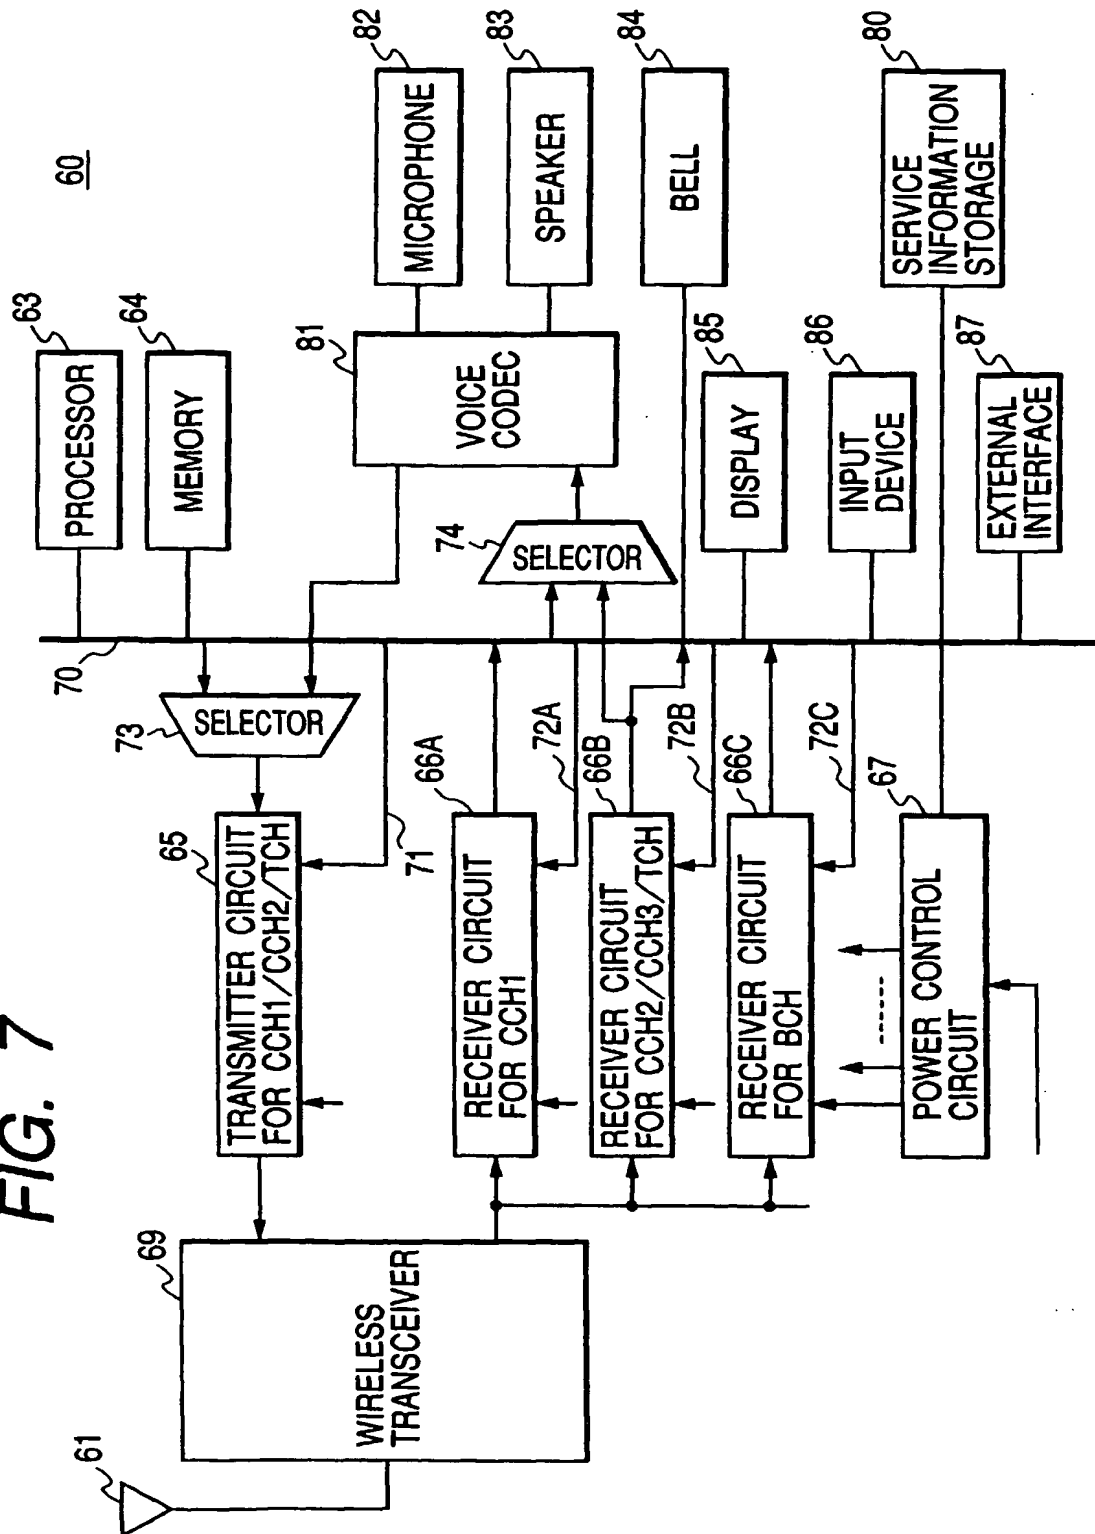 FIG. 7
60
61
69
WIRELESS
TRANSCEIVER
65
TRANSMITTER CIRCUIT
FOR CCH1/CCH2/TCH
71
73
SELECTOR
70
63
PROCESSOR
64
MEMORY
81
VOICE
CODEC
82
MICROPHONE
83
SPEAKER
84
BELL
74
SELECTOR
66A
RECEIVER CIRCUIT
FOR CCH1
72A
66B
RECEIVER CIRCUIT
FOR CCH2/CCH3/TCH
72B
66C
RECEIVER CIRCUIT
FOR BCH
72C
67
POWER CONTROL
CIRCUIT
85
DISPLAY
86
INPUT
DEVICE
87
EXTERNAL
INTERFACE
80
SERVICE
INFORMATION
STORAGE